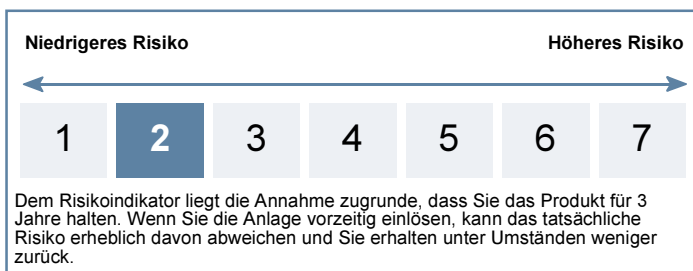 Niedrigeres Risiko Höheres Risiko
1 2 3 4 5 6 7
Dem Risikoindikator liegt die Annahme zugrunde, dass Sie das Produkt für 3
Jahre halten. Wenn Sie die Anlage vorzeitig einlösen, kann das tatsächliche
Risiko erheblich davon abweichen und Sie erhalten unter Umständen weniger
zurück.